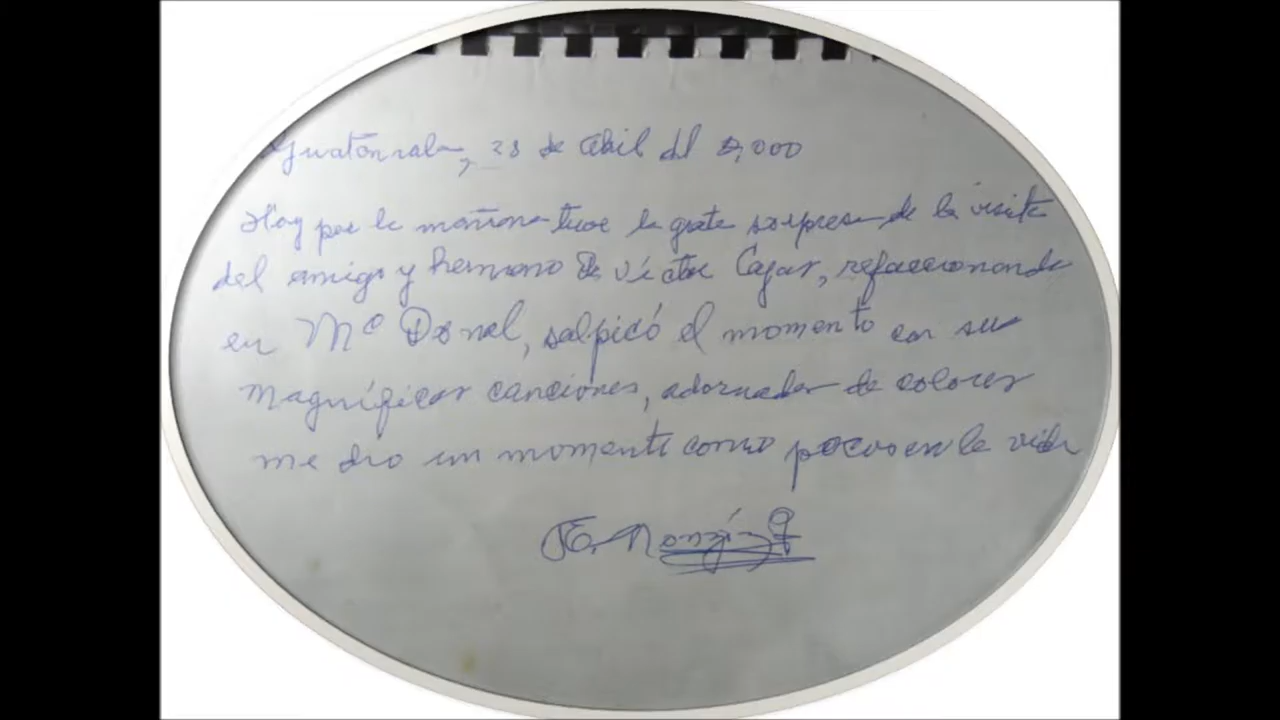 Guatemala, 28 de Abril del 2,000
Hoy por la mañana tuve la grata sorpresa de la visita
del amigo y hermano Víctor Cajas, refaccionando
en Mc Donal, salpicó el momento con sus
magníficas canciones, adornadas de colores
me dio un momento como pocos en la vida